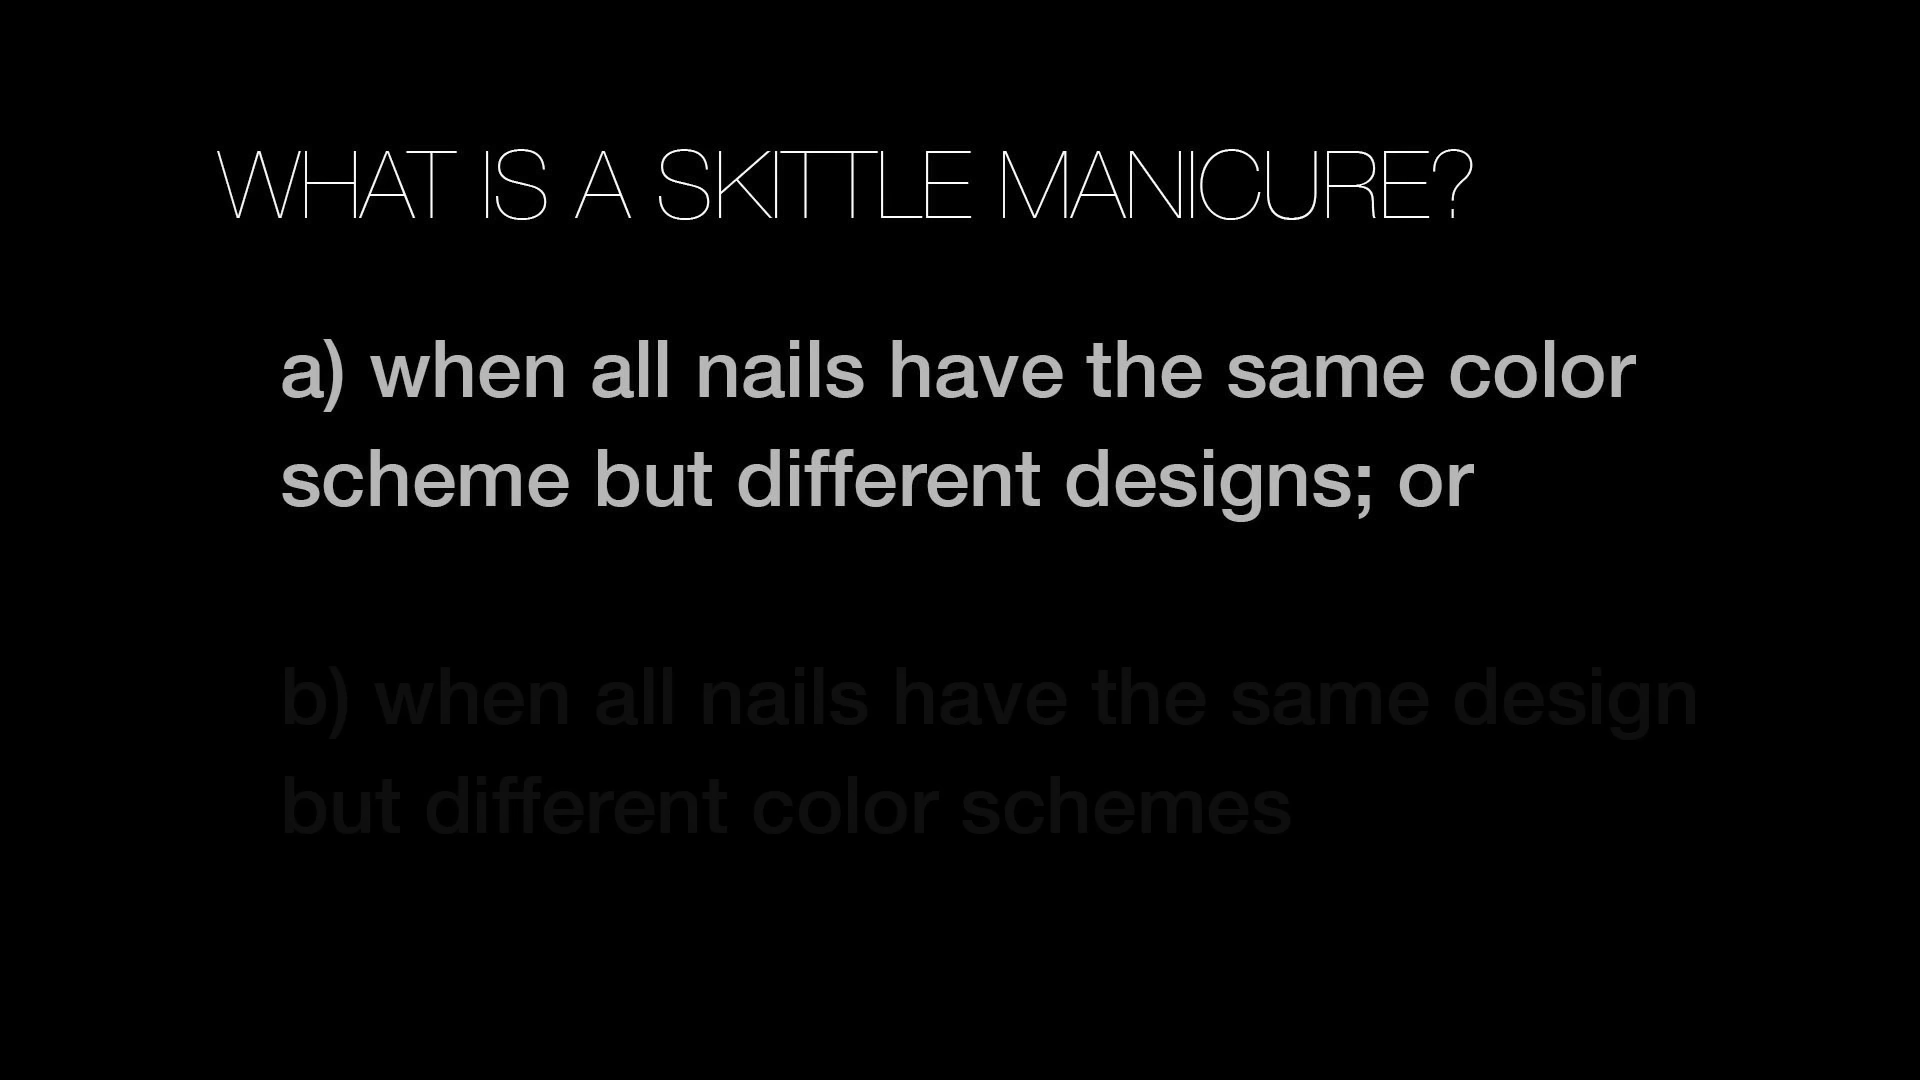 WHAT IS A SKITTLE MANICURE?
a) when all nails have the same color
scheme but different designs; or
b) when all nails have the same design
but different color schemes